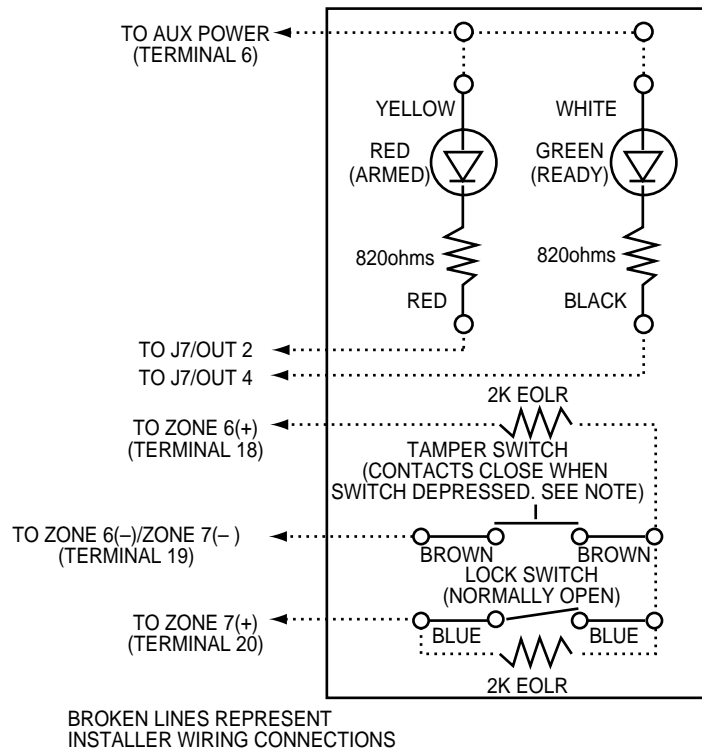 TO AUX POWER
(TERMINAL 6)
YELLOW
WHITE
RED
(ARMED)
GREEN
(READY)
820ohms
820ohms
RED
BLACK
TO J7/OUT 2
TO J7/OUT 4
2K EOLR
TO ZONE 6(+)
(TERMINAL 18)
TAMPER SWITCH
(CONTACTS CLOSE WHEN
SWITCH DEPRESSED. SEE NOTE)
TO ZONE 6(–)/ZONE 7(– )
(TERMINAL 19)
BROWN
BROWN
LOCK SWITCH
(NORMALLY OPEN)
TO ZONE 7(+)
(TERMINAL 20)
BLUE
BLUE
2K EOLR
BROKEN LINES REPRESENT
INSTALLER WIRING CONNECTIONS